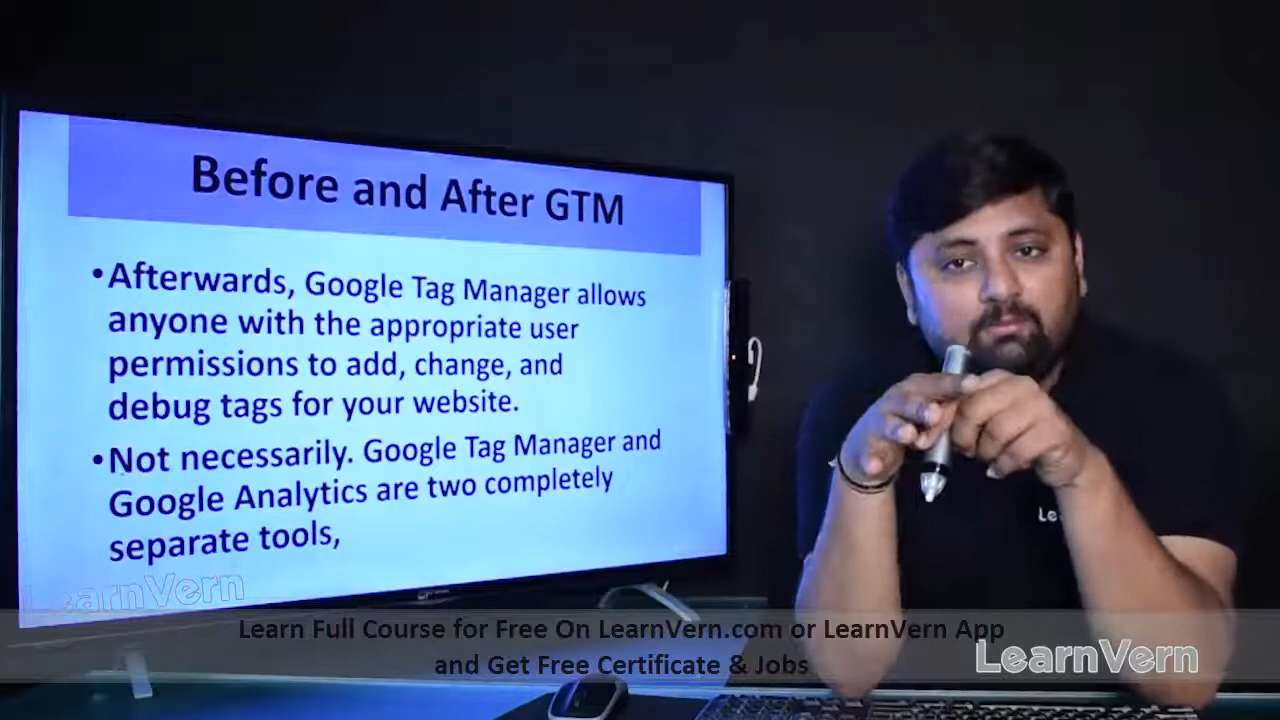 Before and After GTM
•Afterwards, Google Tag Manager allows
anyone with the appropriate user
permissions to add, change, and
debug tags for your website.
•Not necessarily. Google Tag Manager and
Google Analytics are two completely
separate tools,
LearnVern
Le
Learn Full Course for Free On LearnVern.com or LearnVern App
and Get Free Certificate & Jobs
LearnVern